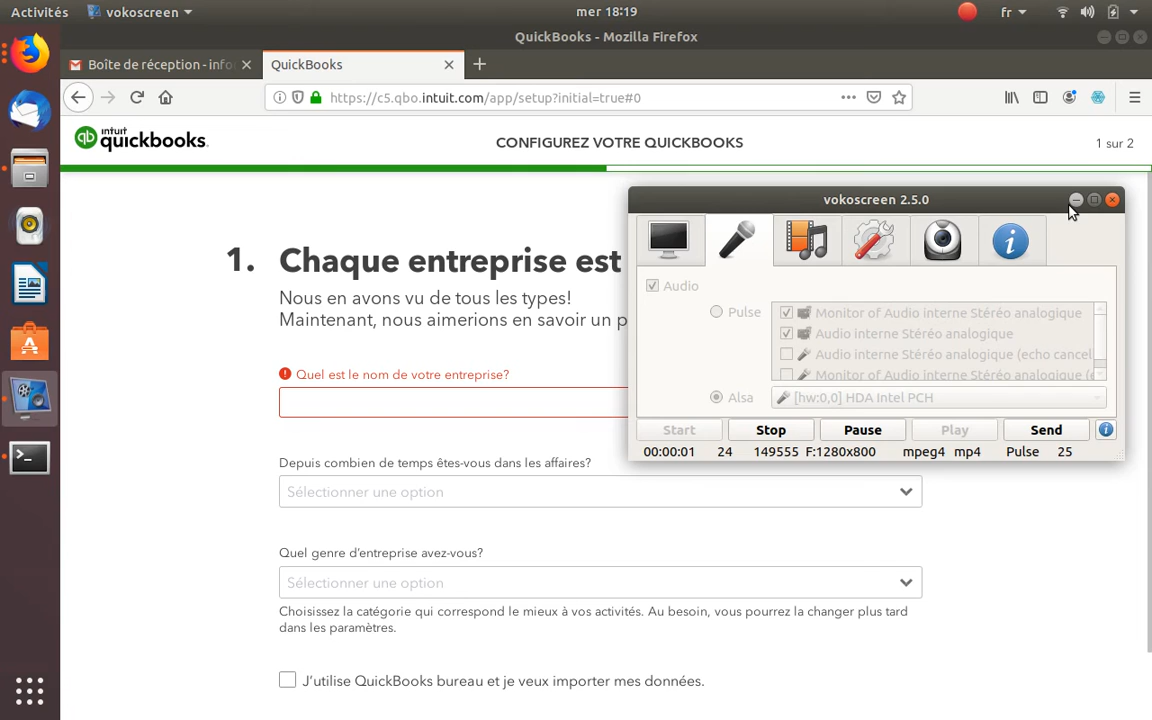 Activités
vokoscreen
mer 18:19
fr
QuickBooks - Mozilla Firefox
Boîte de réception - info
QuickBooks
https://c5.qbo.intuit.com/app/setup?initial=true#0
intuit
quickbooks.
CONFIGUREZ VOTRE QUICKBOOKS
1 sur 2
1. Chaque entreprise est
Nous en avons vu de tous les types!
Maintenant, nous aimerions en savoir un p
Quel est le nom de votre entreprise?
Depuis combien de temps êtes-vous dans les affaires?
Sélectionner une option
Quel genre d'entreprise avez-vous?
Sélectionner une option
Choisissez la catégorie qui correspond le mieux à vos activités. Au besoin, vous pourrez la changer plus tard
dans les paramètres.
J'utilise QuickBooks bureau et je veux importer mes données.
vokoscreen 2.5.0
Audio
Pulse
Monitor of Audio interne Stéréo analogique
Audio interne Stéréo analogique
Audio interne Stéréo analogique (echo cancel
Monitor of Audio interne Stéréo analogique (e
Alsa
[hw:0,0] HDA Intel PCH
Start
Stop
Pause
Play
Send
00:00:01 24 149555 F:1280x800 mpeg4 mp4 Pulse 25